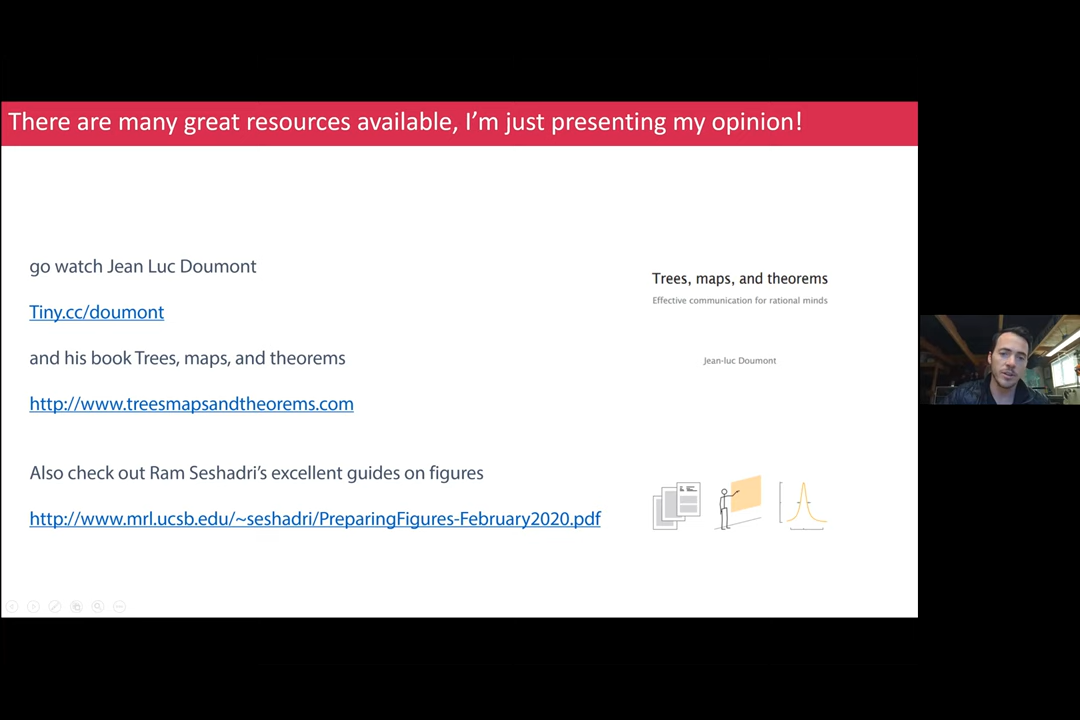 There are many great resources available, I'm just presenting my opinion!
go watch Jean Luc Doumont
Tiny.cc/doumont
and his book Trees, maps, and theorems
http://www.treesmapsandtheorems.com
Also check out Ram Seshadri's excellent guides on figures
http://www.mrl.ucsb.edu/~seshadri/PreparingFigures-February2020.pdf
Trees, maps, and theorems
Effective communication for rational minds
Jean-luc Doumont